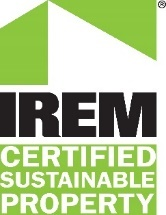 ®
IREM
CERTIFIED
SUSTAINABLE
PROPERTY